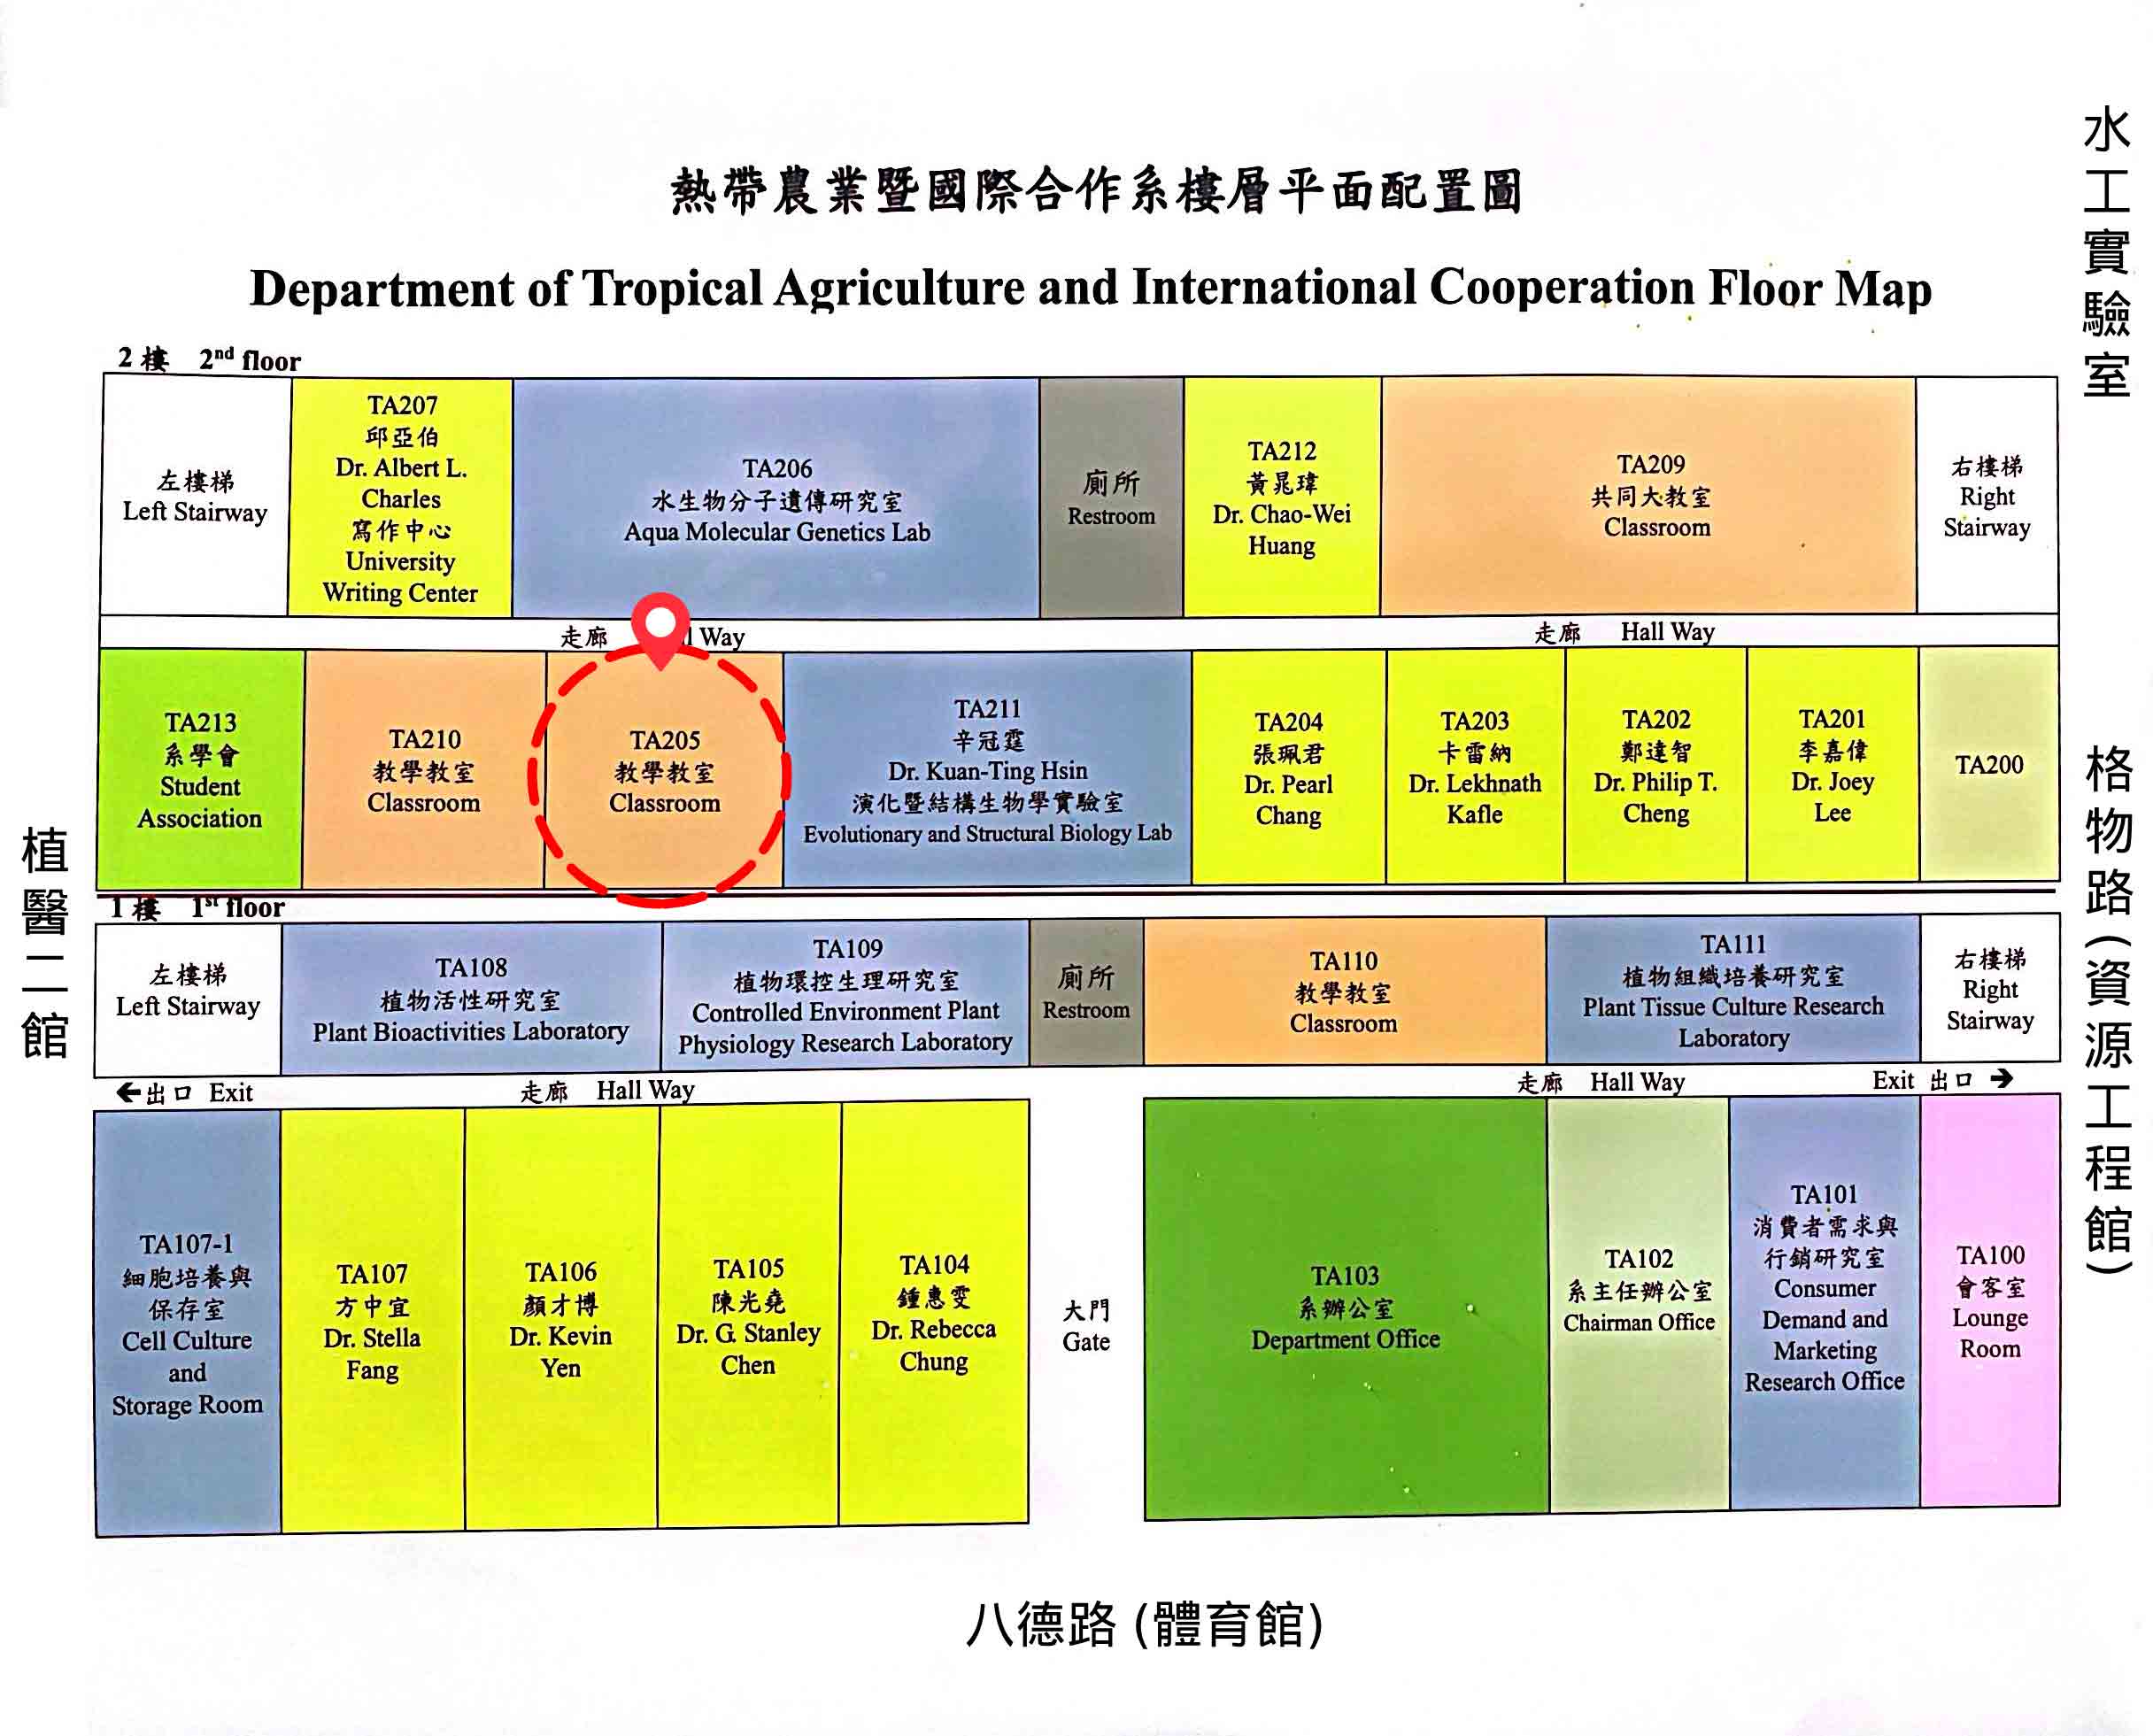 熱帶農業暨國際合作系樓層平面配置圖
Department of Tropical Agriculture and International Cooperation Floor Map
2 樓 2nd floor
左樓梯
Left Stairway
TA207
邱亞伯
Dr. Albert L.
Charles
寫作中心
University
Writing Center
TA206
水生物分子遺傳研究室
Aqua Molecular Genetics Lab
廁所
Restroom
TA212
黃晁瑋
Dr. Chao-Wei
Huang
TA209
共同大教室
Classroom
右樓梯
Right
Stairway
走廊 l Way
走廊 Hall Way
TA213
系學會
Student
Association
TA210
教學教室
Classroom
TA205
教學教室
Classroom
TA211
辛冠霆
Dr. Kuan-Ting Hsin
演化暨結構生物學實驗室
Evolutionary and Structural Biology Lab
TA204
張珮君
Dr. Pearl
Chang
TA203
卡雷納
Dr. Lekhnath
Kafle
TA202
鄭達智
Dr. Philip T.
Cheng
TA201
李嘉偉
Dr. Joey
Lee
TA200
1 樓 1st floor
左樓梯
Left Stairway
TA108
植物活性研究室
Plant Bioactivities Laboratory
TA109
植物環控生理研究室
Controlled Environment Plant
Physiology Research Laboratory
廁所
Restroom
TA110
教學教室
Classroom
TA111
植物組織培養研究室
Plant Tissue Culture Research
Laboratory
右樓梯
Right
Stairway
←出口 Exit
走廊 Hall Way
走廊 Hall Way
Exit 出口 →
TA107-1
細胞培養與
保存室
Cell Culture
and
Storage Room
TA107
方中宜
Dr. Stella
Fang
TA106
顏才博
Dr. Kevin
Yen
TA105
陳光堯
Dr. G. Stanley
Chen
TA104
鍾惠雯
Dr. Rebecca
Chung
大門
Gate
TA103
系辦公室
Department Office
TA102
系主任辦公室
Chairman Office
TA101
消費者需求與
行銷研究室
Consumer
Demand and
Marketing
Research Office
TA100
會客室
Lounge
Room
植醫二館
水工實驗室
格物路(資源工程館)
八德路 (體育館)